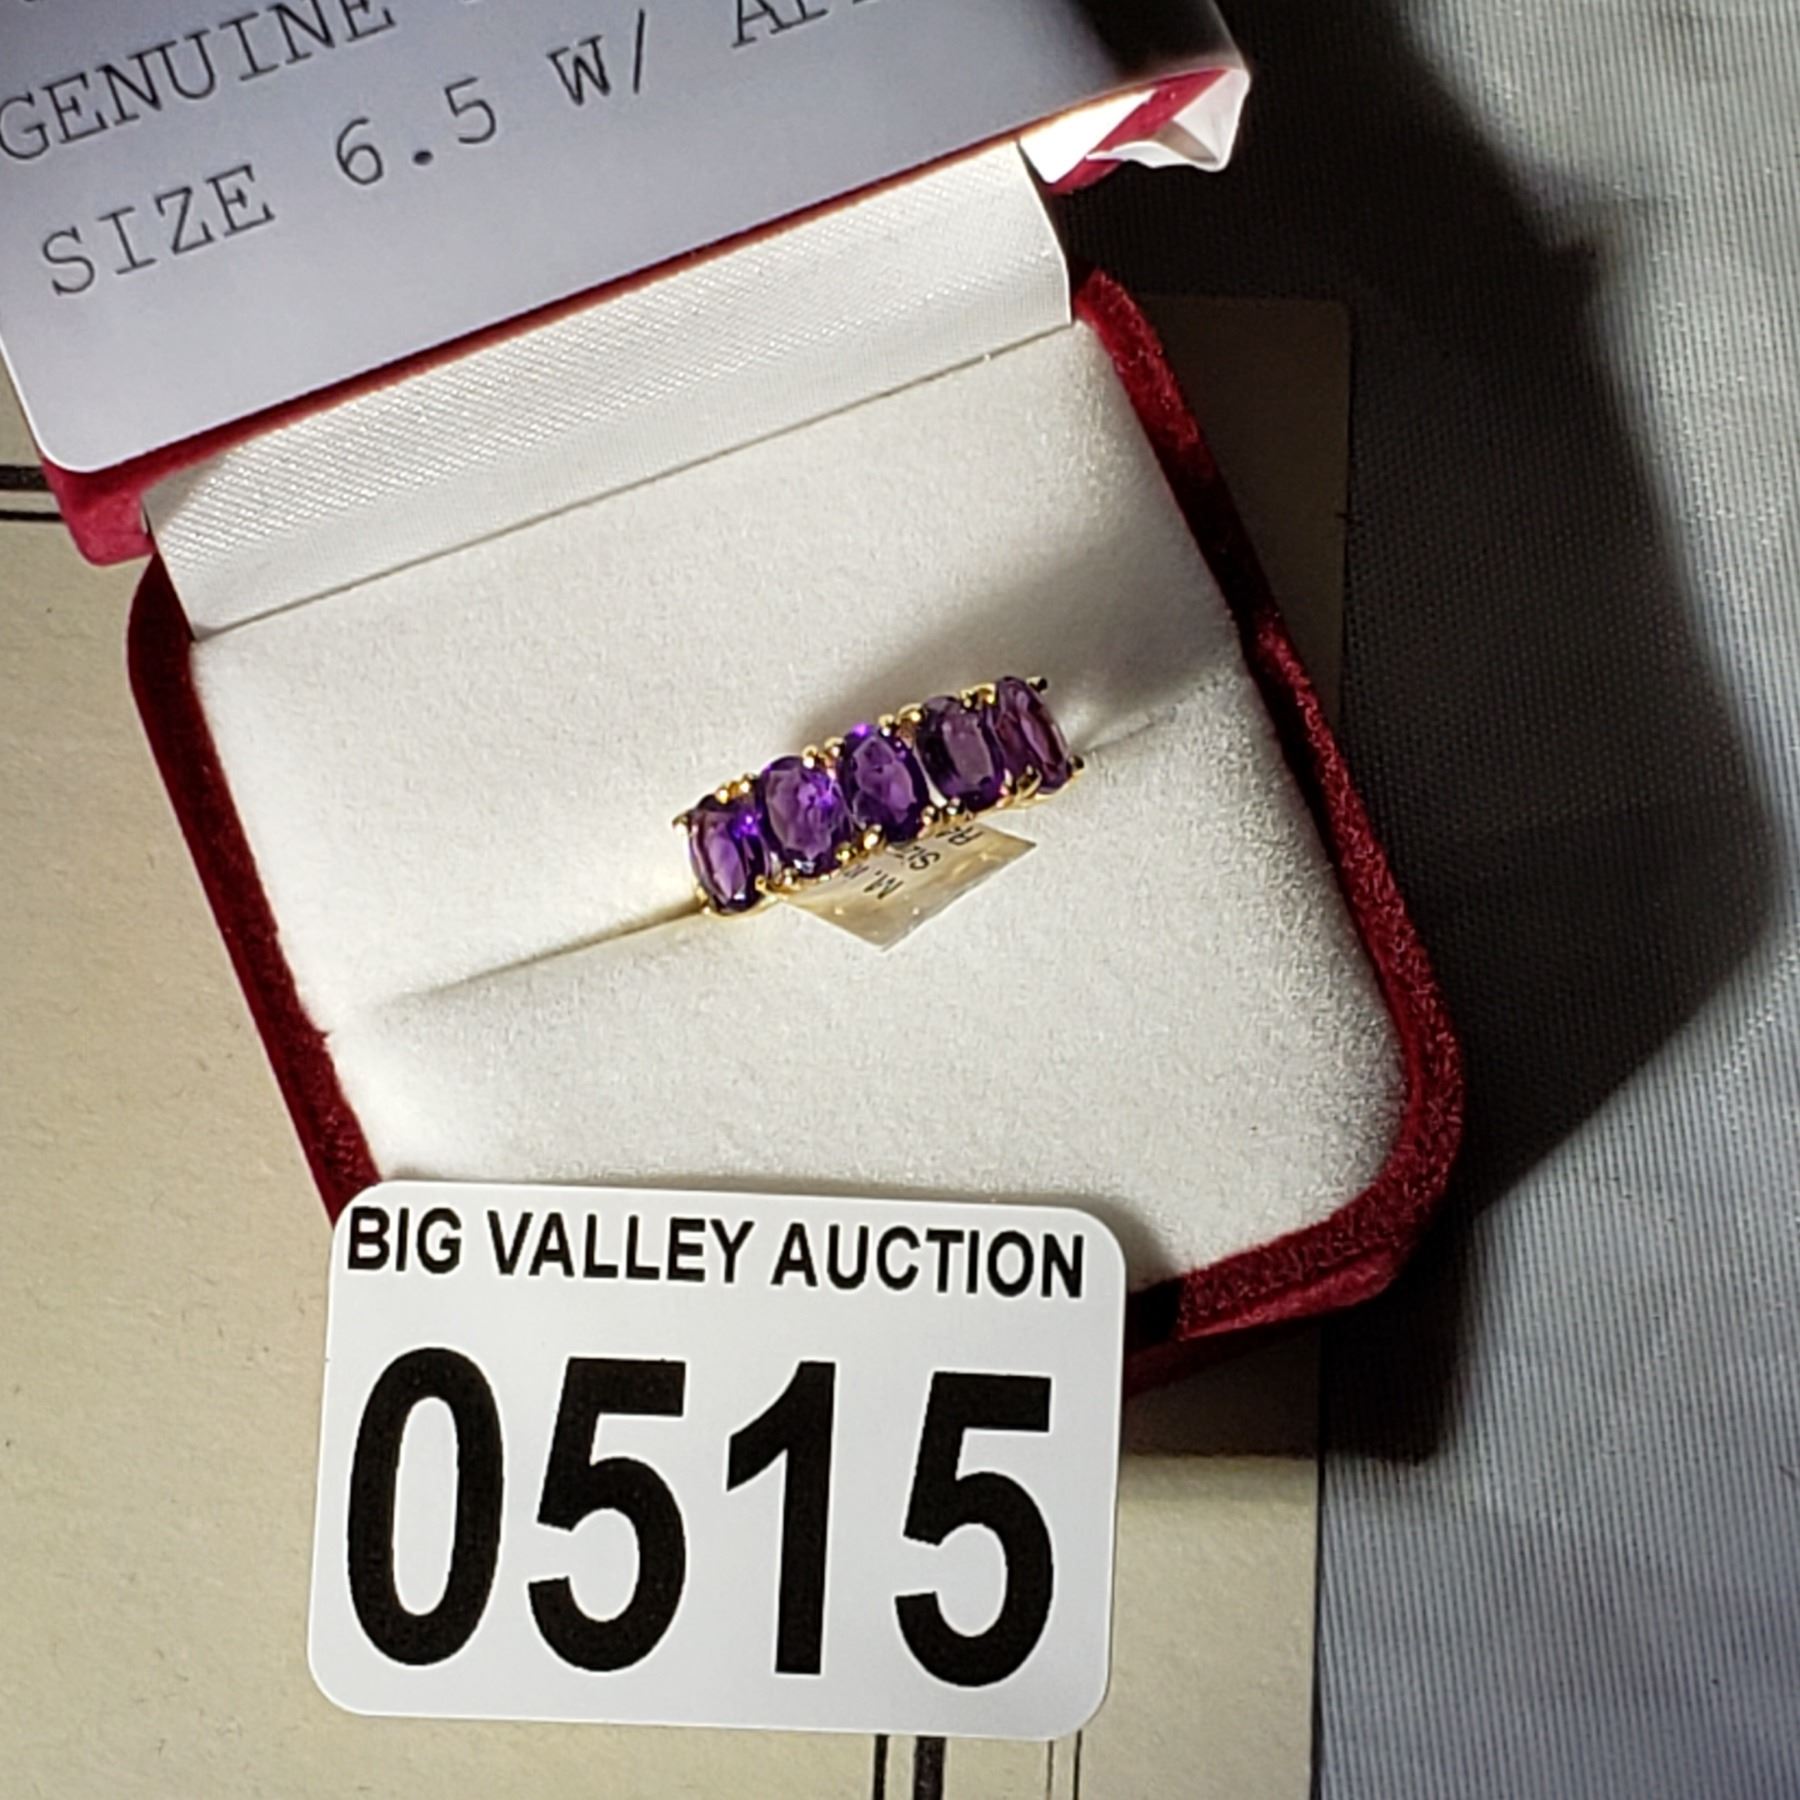 GENUINE
SIZE 6.5 W/
BIG VALLEY AUCTION
0515